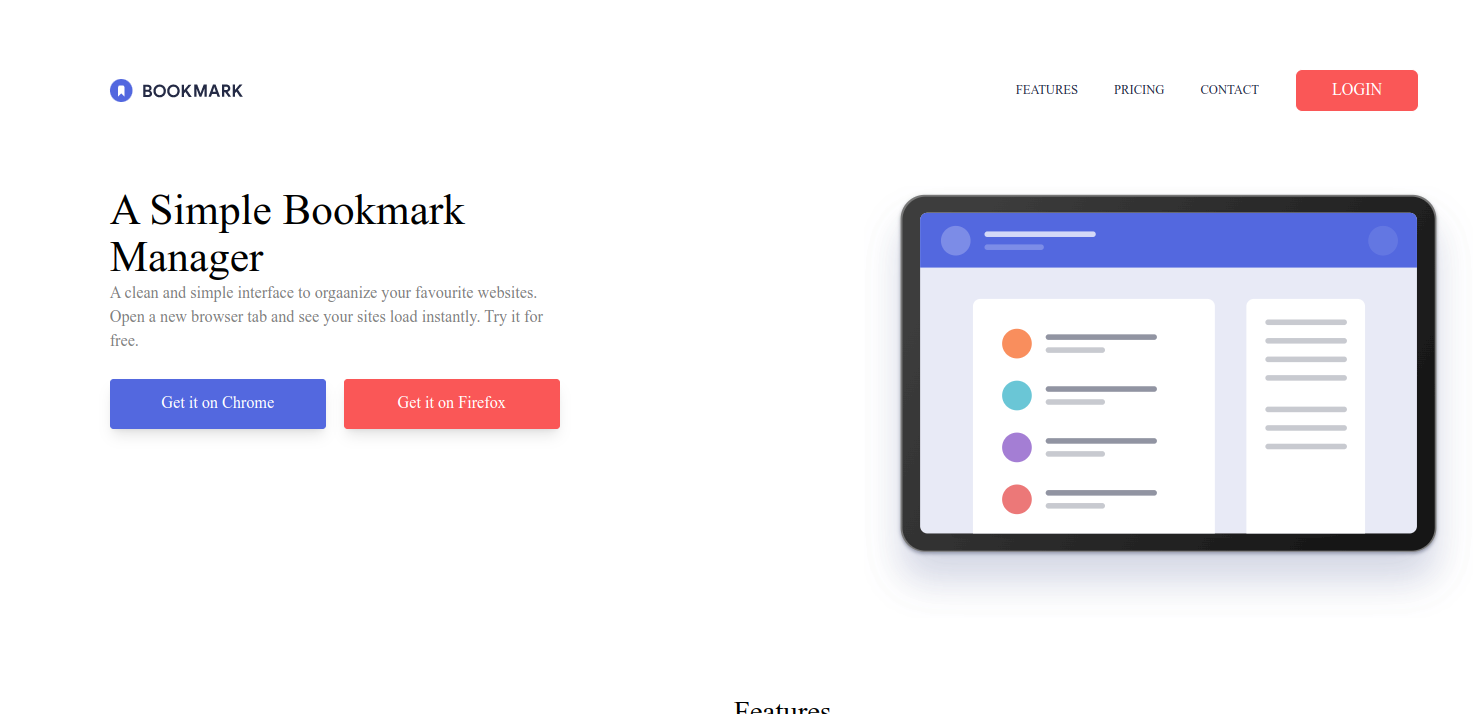 BOOKMARK
FEATURES PRICING CONTACT LOGIN
A Simple Bookmark
Manager
A clean and simple interface to orgaanize your favourite websites.
Open a new browser tab and see your sites load instantly. Try it for
free.
Get it on Chrome Get it on Firefox
Features